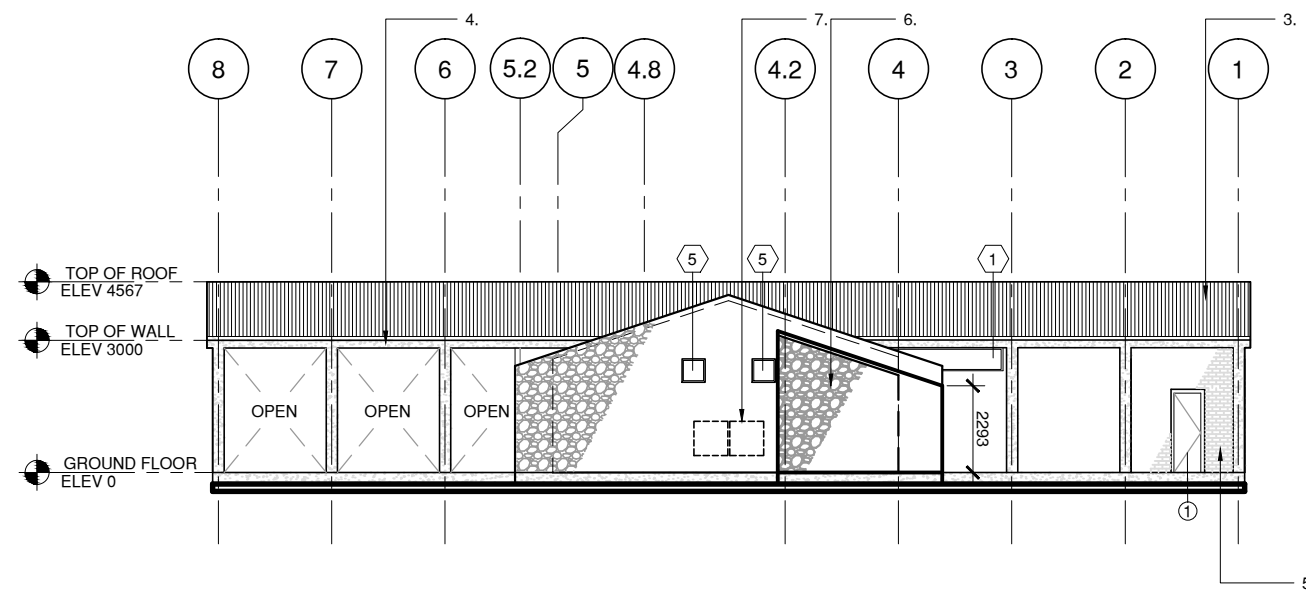 4.
7.
6.
3.
8
7
6
5.2
5
4.8
4.2
4
3
2
1
5
5
1
TOP OF ROOF
ELEV 4567
TOP OF WALL
ELEV 3000
OPEN
OPEN
OPEN
2293
GROUND FLOOR
ELEV 0
1
5